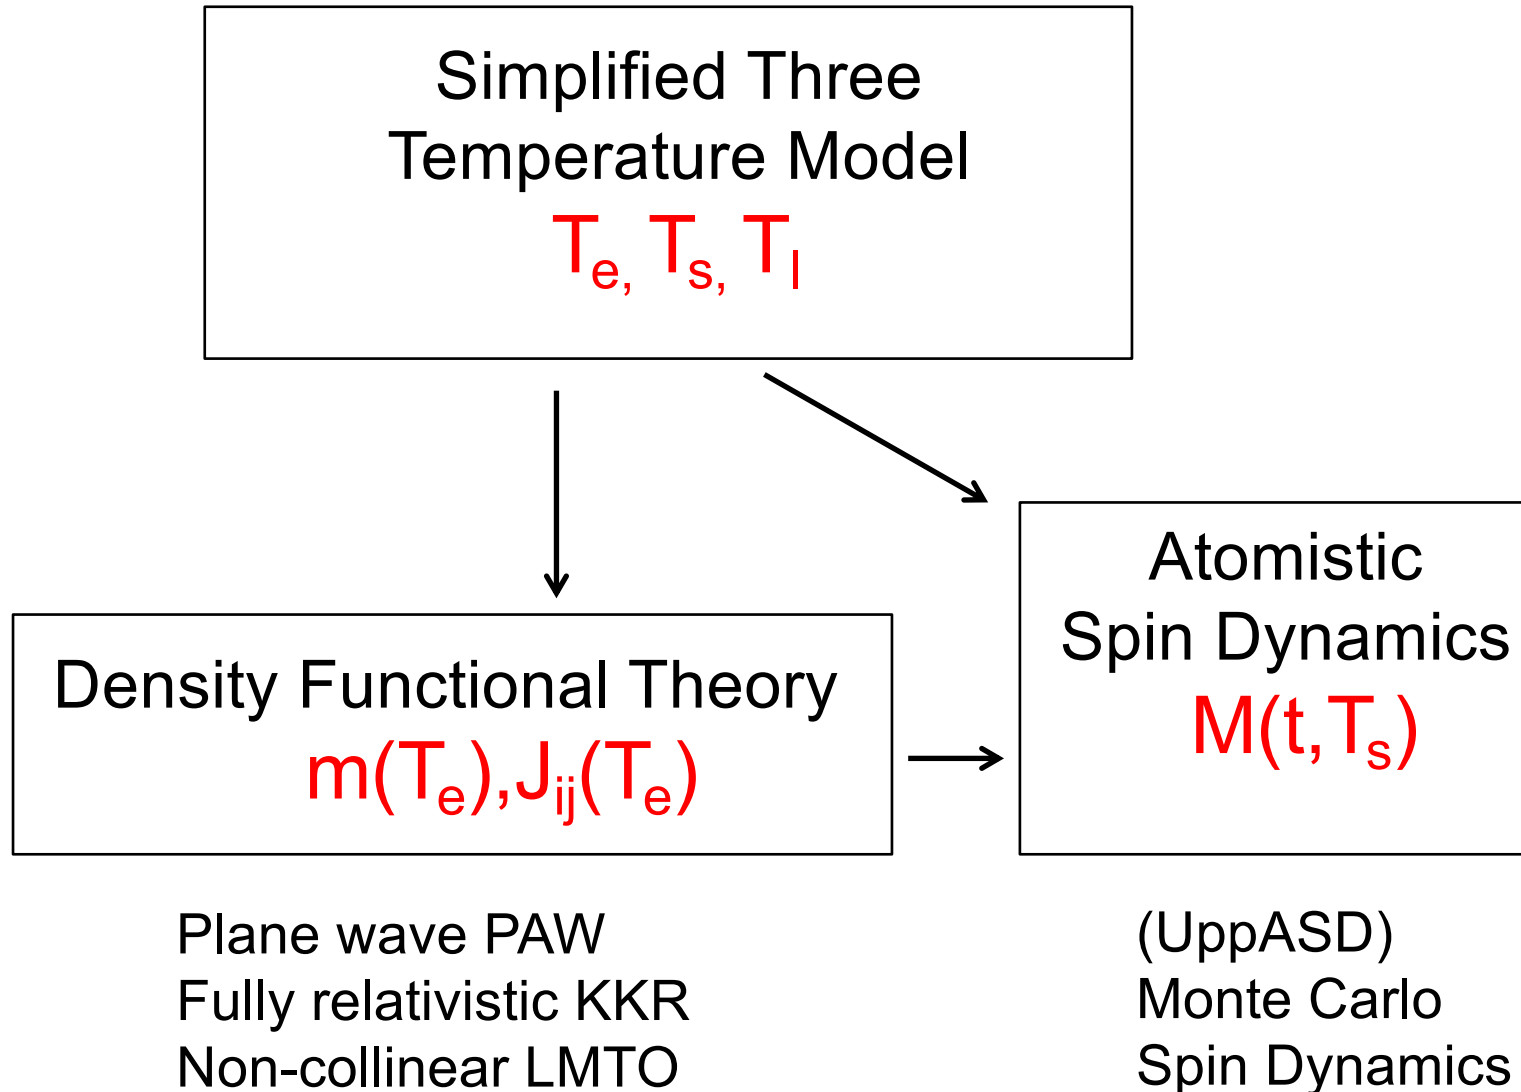 Simplified Three
Temperature Model
Te, Ts, Tl
Density Functional Theory
m(Te),Jij(Te)
Atomistic
Spin Dynamics
M(t,Ts)
Plane wave PAW
Fully relativistic KKR
Non-collinear LMTO
(UppASD)
Monte Carlo
Spin Dynamics